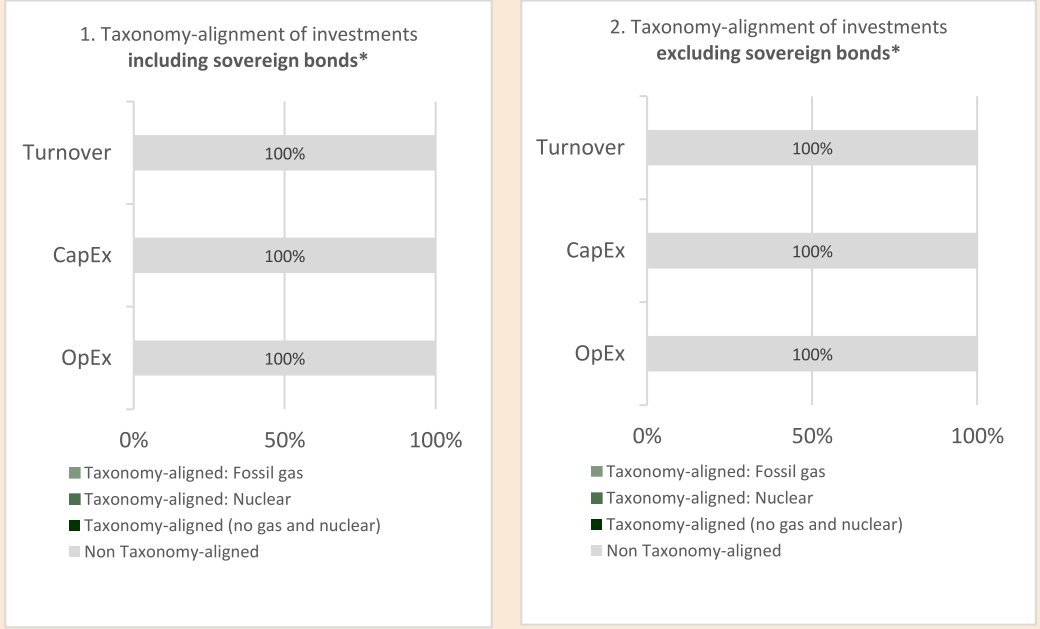 1. Taxonomy-alignment of investments
including sovereign bonds*
Turnover
100%
CapEx
100%
OpEx
100%
0% 50% 100%
Taxonomy-aligned: Fossil gas
Taxonomy-aligned: Nuclear
Taxonomy-aligned (no gas and nuclear)
Non Taxonomy-aligned
2. Taxonomy-alignment of investments
excluding sovereign bonds*
Turnover
100%
CapEx
100%
OpEx
100%
0% 50% 100%
Taxonomy-aligned: Fossil gas
Taxonomy-aligned: Nuclear
Taxonomy-aligned (no gas and nuclear)
Non Taxonomy-aligned